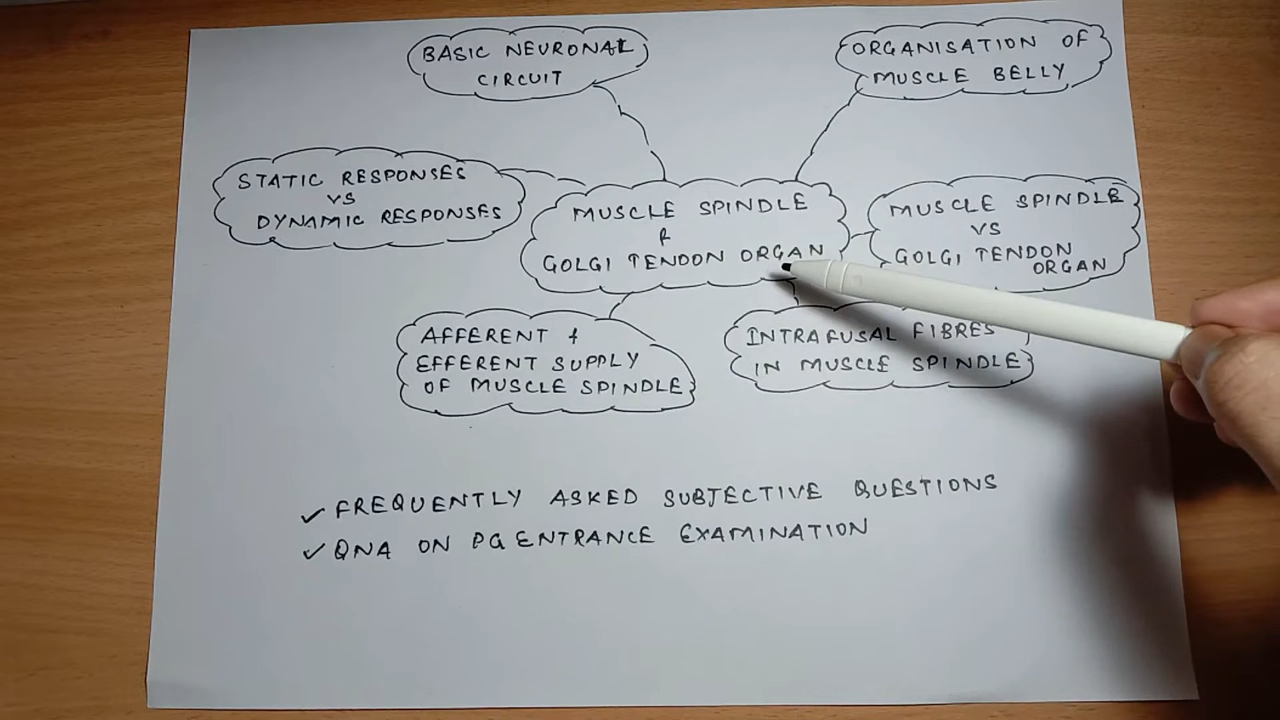 BASIC NEURONAL
CIRCUIT
ORGANISATION OF
MUSCLE BELLY
STATIC RESPONSES
VS
DYNAMIC RESPONSES
MUSCLE SPINDLE
&
GOLGI TENDON ORGAN
MUSCLE SPINDLE
VS
GOLGI TENDON
ORGAN
AFFERENT &
EFFERENT SUPPLY
OF MUSCLE SPINDLE
INTRAFUSAL FIBRES
IN MUSCLE SPINDLE
✓ FREQUENTLY ASKED SUBJECTIVE QUESTIONS
✓ QNA ON PG ENTRANCE EXAMINATION